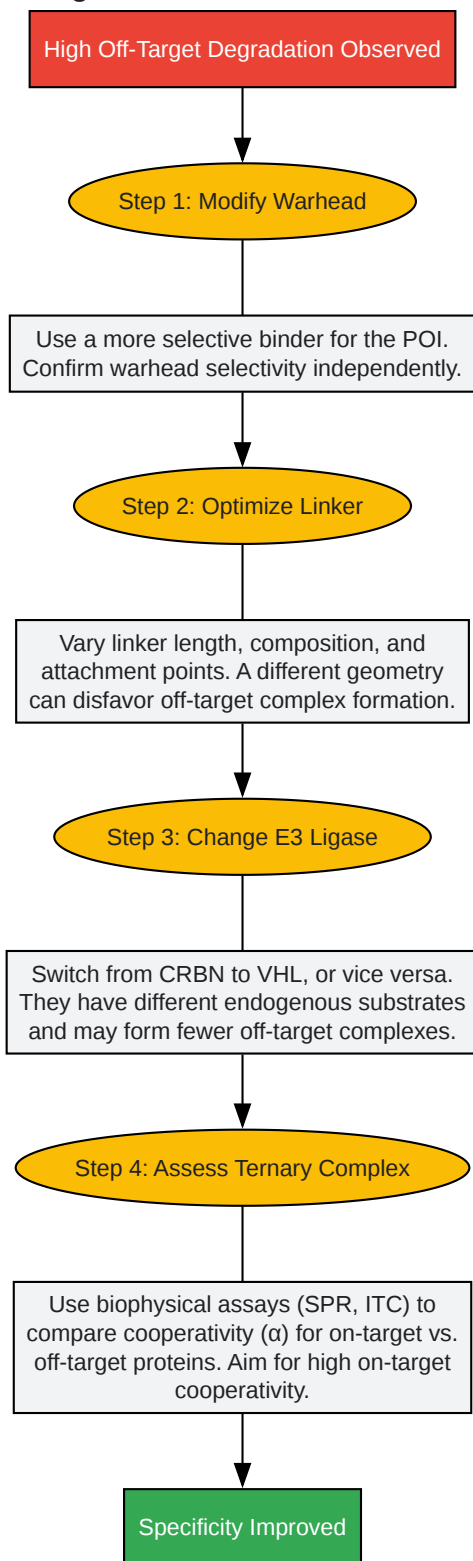 High Off-Target Degradation Observed
Step 1: Modify Warhead
Use a more selective binder for the POI.
Confirm warhead selectivity independently.
Step 2: Optimize Linker
Vary linker length, composition, and
attachment points. A different geometry
can disfavor off-target complex formation.
Step 3: Change E3 Ligase
Switch from CRBN to VHL, or vice versa.
They have different endogenous substrates
and may form fewer off-target complexes.
Step 4: Assess Ternary Complex
Use biophysical assays (SPR, ITC) to
compare cooperativity (α) for on-target vs.
off-target proteins. Aim for high on-target
cooperativity.
Specificity Improved